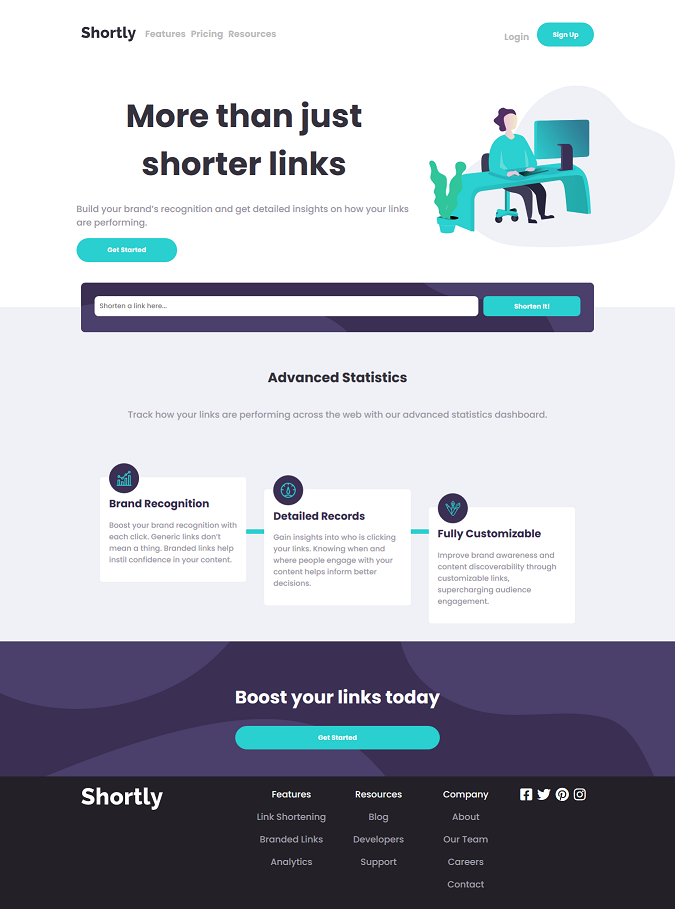 Shortly Features Pricing Resources Login Sign Up
More than just
shorter links
Build your brand's recognition and get detailed insights on how your links
are performing.
Get Started
Shorten a link here... Shorten It!
Advanced Statistics
Track how your links are performing across the web with our advanced statistics dashboard.
Brand Recognition
Boost your brand recognition with
each click. Generic links don't
mean a thing. Branded links help
instil confidence in your content.
Detailed Records
Gain insights into who is clicking
your links. Knowing when and
where people engage with your
content helps inform better
decisions.
Fully Customizable
Improve brand awareness and
content discoverability through
customizable links,
supercharging audience
engagement.
Boost your links today
Get Started
Shortly
Features
Link Shortening
Branded Links
Analytics
Resources
Blog
Developers
Support
Company
About
Our Team
Careers
Contact